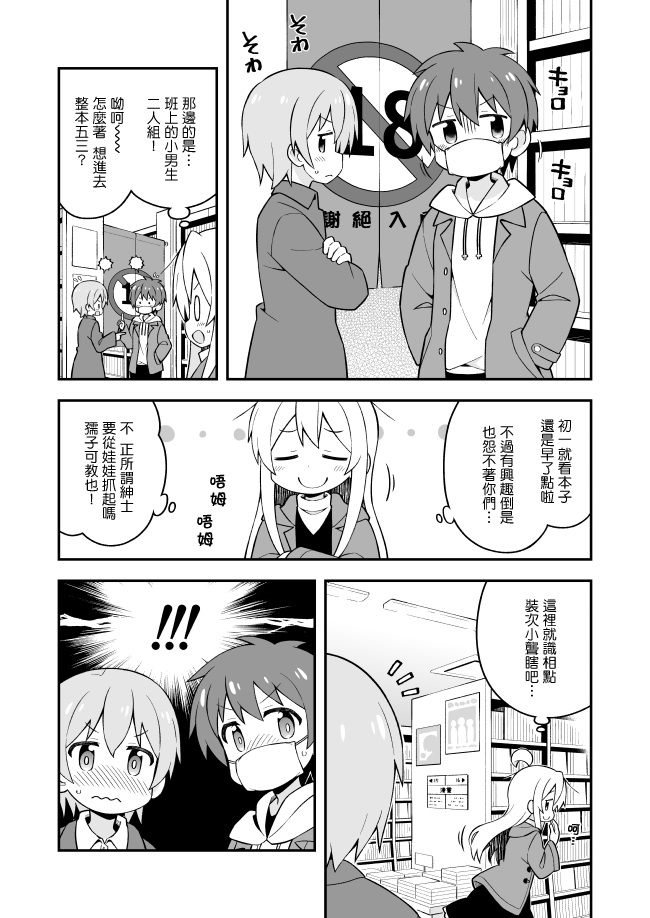 そわ
そわ
キョロ
キョロ
18
謝絕入
那邊的是…
班上的小男生
二人組！
呦呵~~
怎麼著 想進去
整本五三？
初一就看本子
還是早了點啦
不過有興趣倒是
也怨不著你們…
唔姆
唔姆
不 正所謂紳士
要從娃娃抓起嗎
孺子可教也！
這裡就識相點
裝次小聾瞎吧…
呵…
15
16
漫畫
!!!